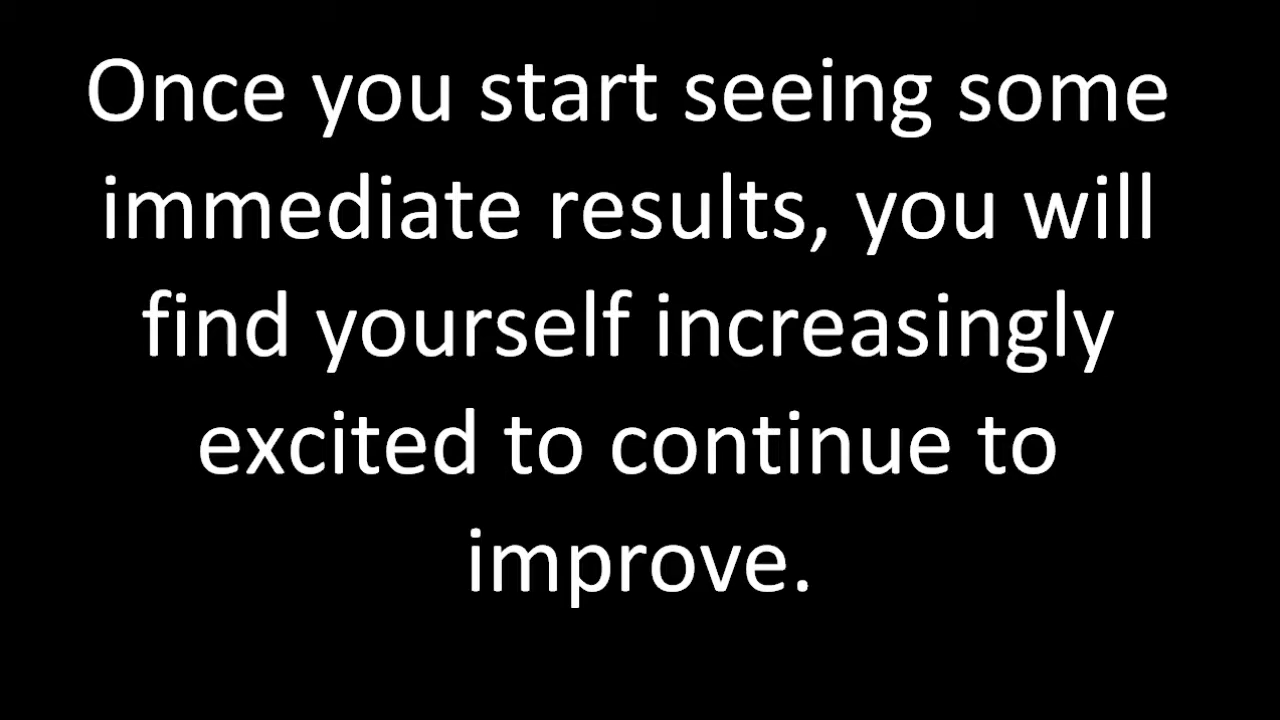 Once you start seeing some
immediate results, you will
find yourself increasingly
excited to continue to
improve.